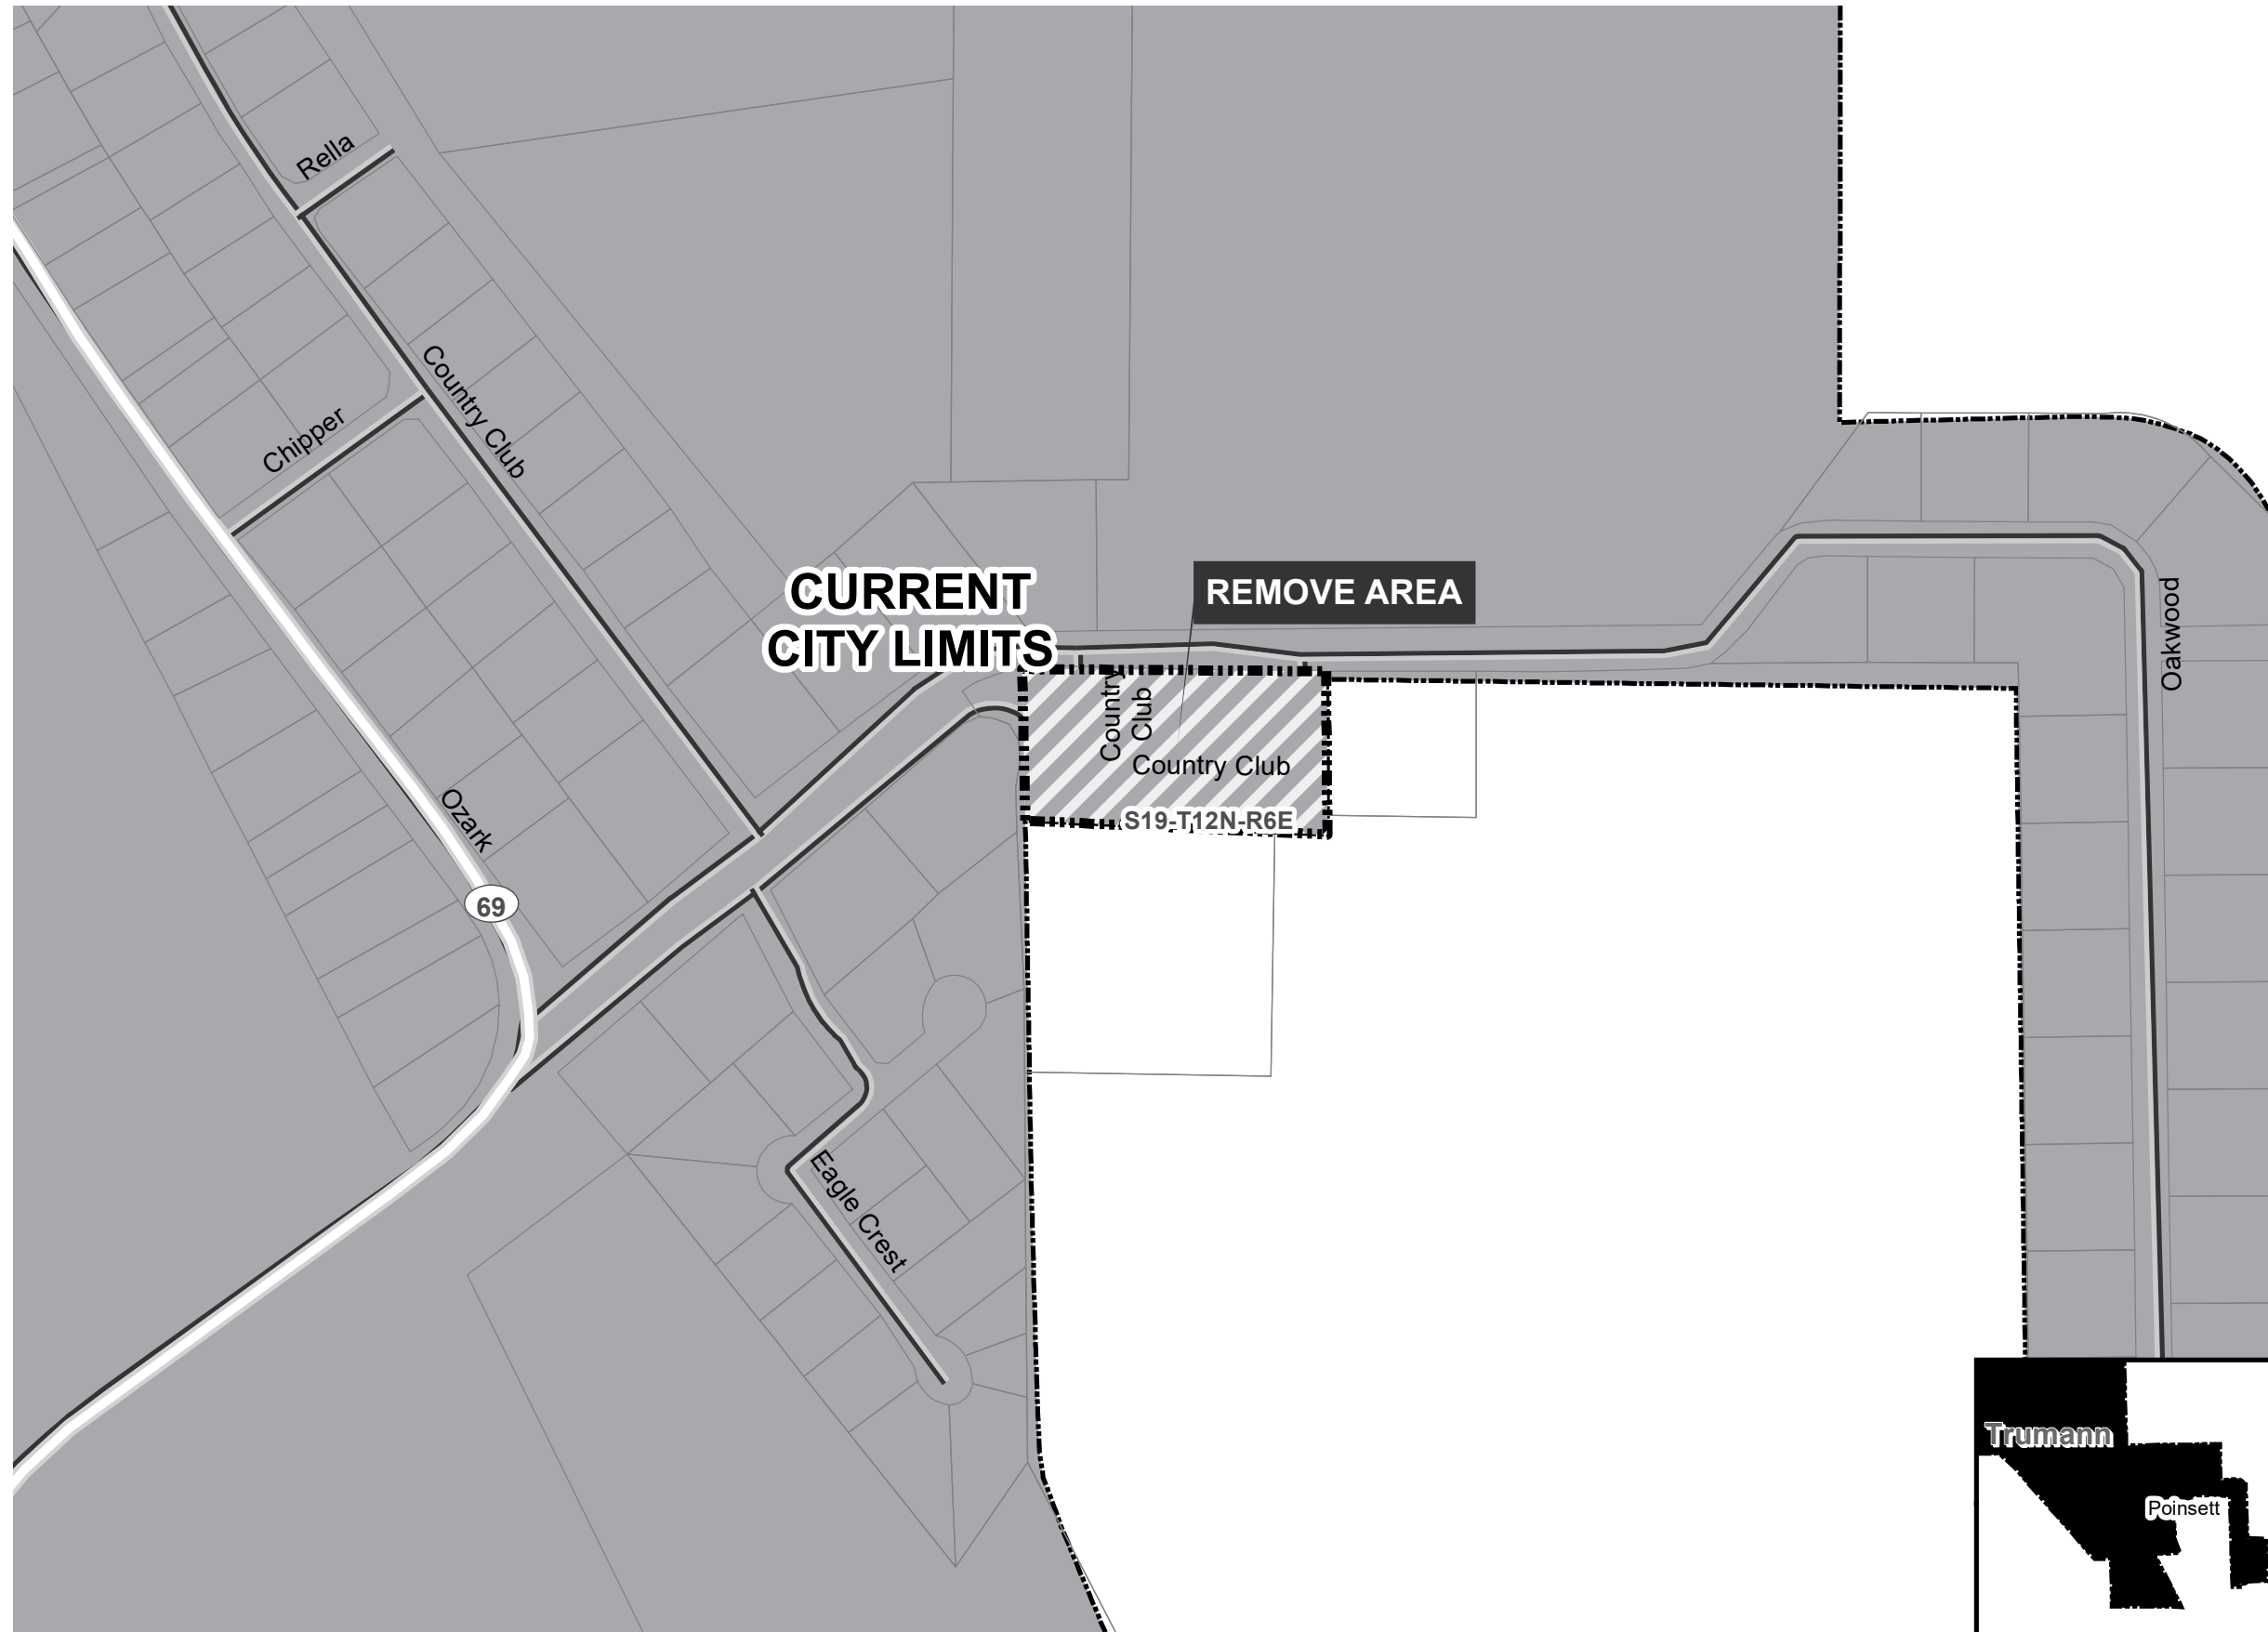 Rella
Country Club
Chipper
CURRENT
CITY LIMITS
REMOVE AREA
Oakwood
Country
Club
Country Club
S19-T12N-R6E
Ozark
69
Eagle Crest
Trumann
Poinsett